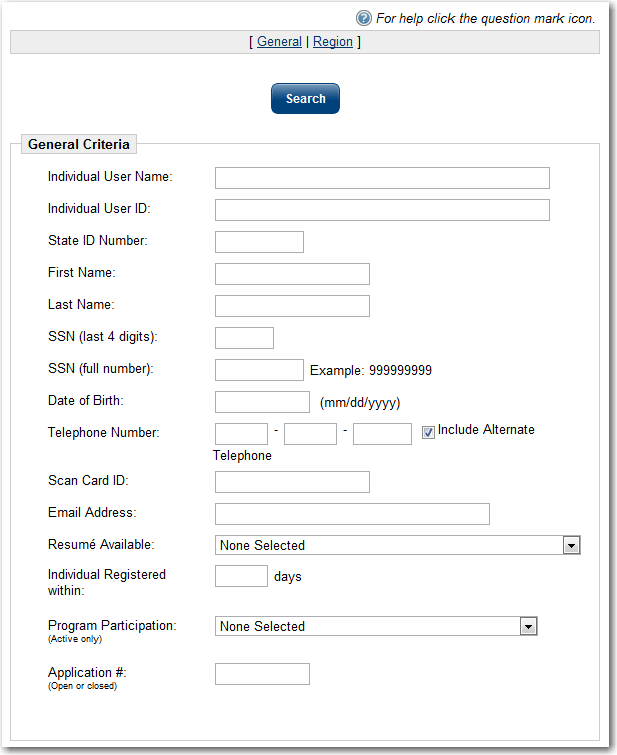 For help click the question mark icon.
[ General | Region ]
Search
General Criteria
Individual User Name:
Individual User ID:
State ID Number:
First Name:
Last Name:
SSN (last 4 digits):
SSN (full number): Example: 999999999
Date of Birth: (mm/dd/yyyy)
Telephone Number: - - Include Alternate
Telephone
Scan Card ID:
Email Address:
Resumé Available: None Selected
Individual Registered
within: days
Program Participation: None Selected
(Active only)
Application #:
(Open or closed)